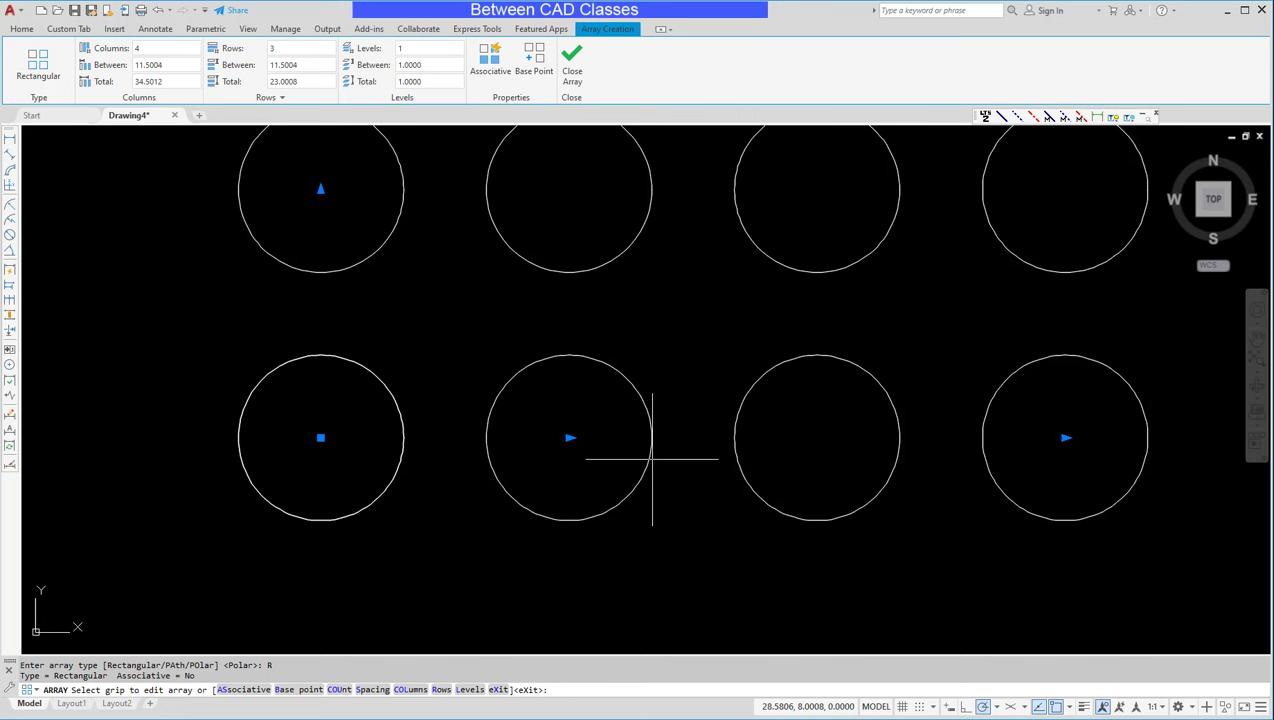 Between CAD Classes
A
Share
Type a keyword or phrase
Sign In
Home Custom Tab Insert Annotate Parametric View Manage Output Add-ins Collaborate Express Tools Featured Apps Array Creation
Columns: 4 Rows: 3 Levels: 1
Between: 11.5004 Between: 11.5004 Between: 1.0000
Total: 34.5012 Total: 23.0008 Total: 1.0000
Rectangular Associative Base Point Close Array
Type Columns Rows Levels Properties Close
Start Drawing4*
N
W TOP E
S
WCS
Y
X
Enter array type [Rectangular/PAth/POlar] <Polar>: R
Type = Rectangular Associative = No
ARRAY Select grip to edit array or [ASsociative Base point COUnt Spacing COLumns Rows Levels eXit]<eXit>:
Model Layout1 Layout2 + 28.5806, 8.0008, 0.0000 MODEL 1:1